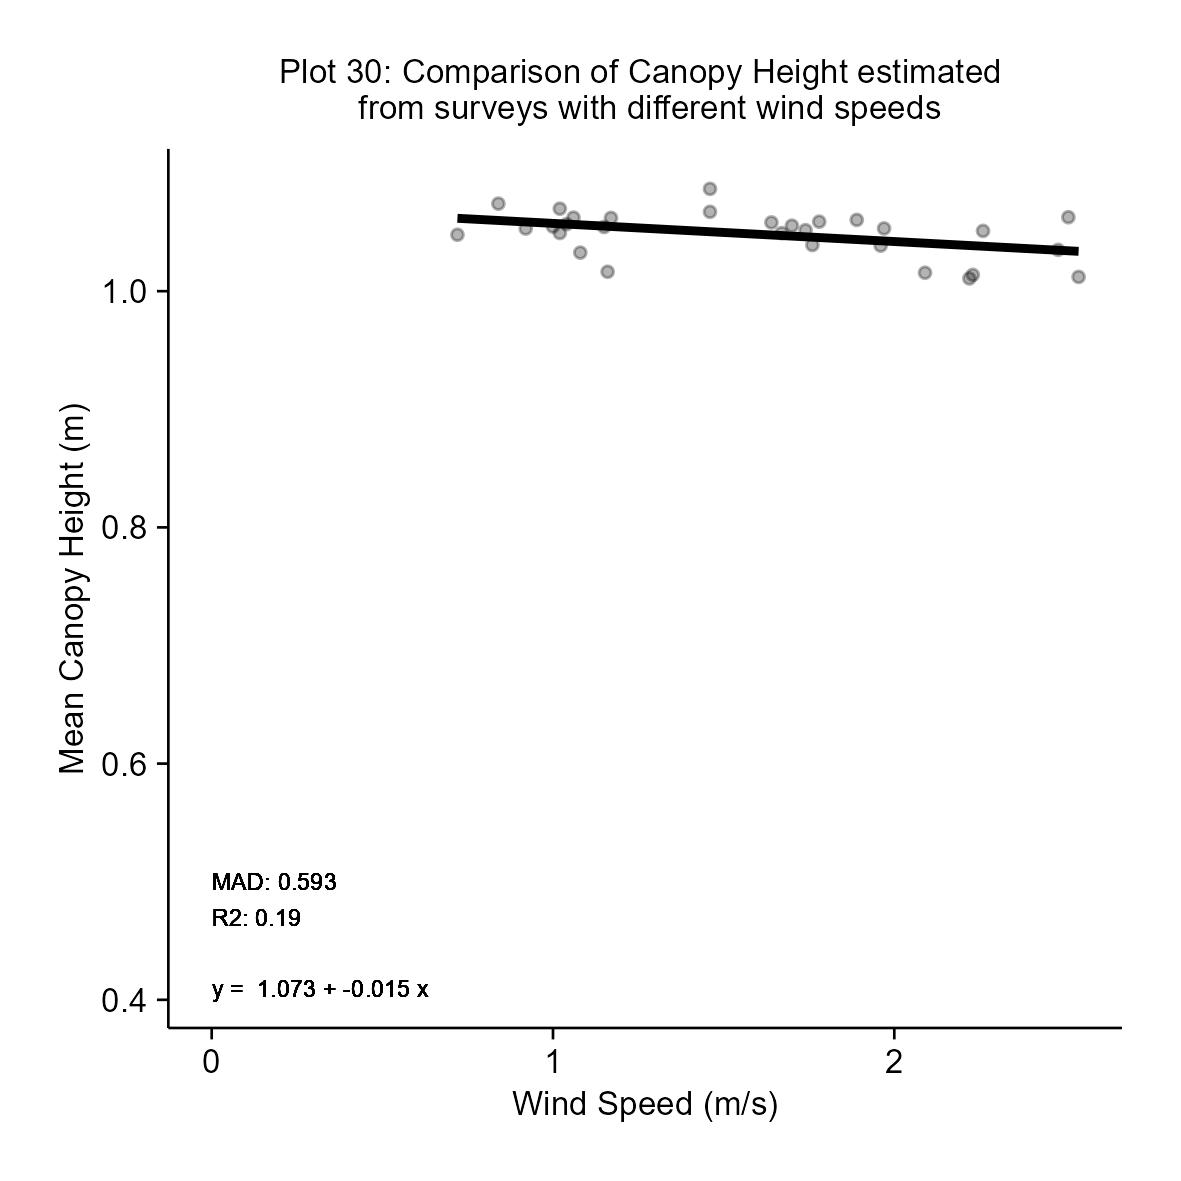 Plot 30: Comparison of Canopy Height estimated
from surveys with different wind speeds
Mean Canopy Height (m)
1.0
0.8
0.6
0.4
MAD: 0.593
R2: 0.19
y =  1.073 + -0.015 x
0 1 2
Wind Speed (m/s)